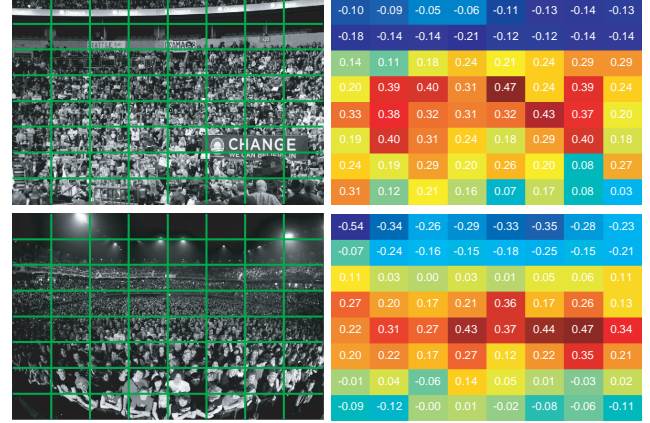 -0.10 -0.09 -0.05 -0.06 -0.11 -0.13 -0.14 -0.13
-0.18 -0.14 -0.14 -0.21 -0.12 -0.12 -0.14 -0.14
SEATTLE OBAMA
0.14 0.11 0.18 0.24 0.21 0.24 0.29 0.29
0.20 0.39 0.40 0.31 0.47 0.24 0.39 0.24
0.33 0.38 0.32 0.31 0.32 0.43 0.37 0.20
CHANGE
WE CAN BELIEVE IN
0.19 0.40 0.31 0.24 0.18 0.29 0.40 0.18
0.24 0.19 0.29 0.20 0.26 0.20 0.08 0.27
0.31 0.12 0.21 0.16 0.07 0.17 0.08 0.03
-0.54 -0.34 -0.26 -0.29 -0.33 -0.35 -0.28 -0.23
-0.07 -0.24 -0.16 -0.15 -0.18 -0.25 -0.15 -0.21
0.11 0.03 0.00 0.03 0.01 0.05 0.06 0.11
0.27 0.20 0.17 0.21 0.36 0.17 0.26 0.13
0.22 0.31 0.27 0.43 0.37 0.44 0.47 0.34
0.20 0.22 0.17 0.27 0.12 0.22 0.35 0.21
-0.01 0.04 -0.06 0.14 0.05 0.01 -0.03 0.02
-0.09 -0.12 -0.00 0.01 -0.02 -0.08 -0.06 -0.11